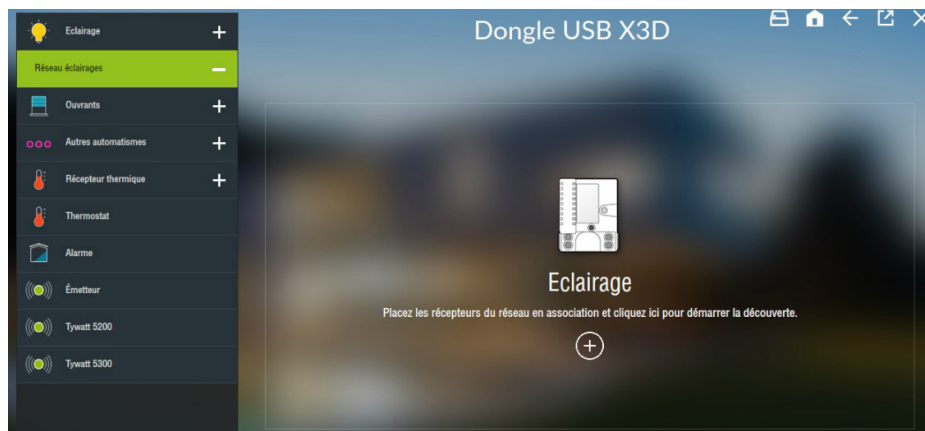 Dongle USB X3D
Eclairage
Réseau éclairages
Ouvrants
Autres automatismes
Récepteur thermique
Thermostat
Alarme
Émetteur
Tywatt 5200
Tywatt 5300
Eclairage
Placez les récepteurs du réseau en association et cliquez ici pour démarrer la découverte.